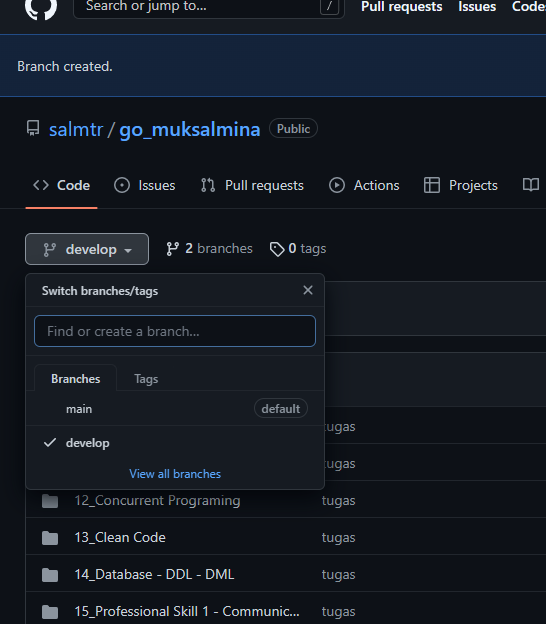 Search or jump to... / Pull requests Issues Codes
Branch created.
salmtr / go_muksalmina Public
Code Issues Pull requests Actions Projects
develop 2 branches 0 tags
Switch branches/tags
Find or create a branch...
Branches Tags
main default
develop
View all branches
tugas
tugas
12_Concurrent Programing tugas
13_Clean Code tugas
14_Database - DDL - DML tugas
15_Professional Skill 1 - Communic... tugas